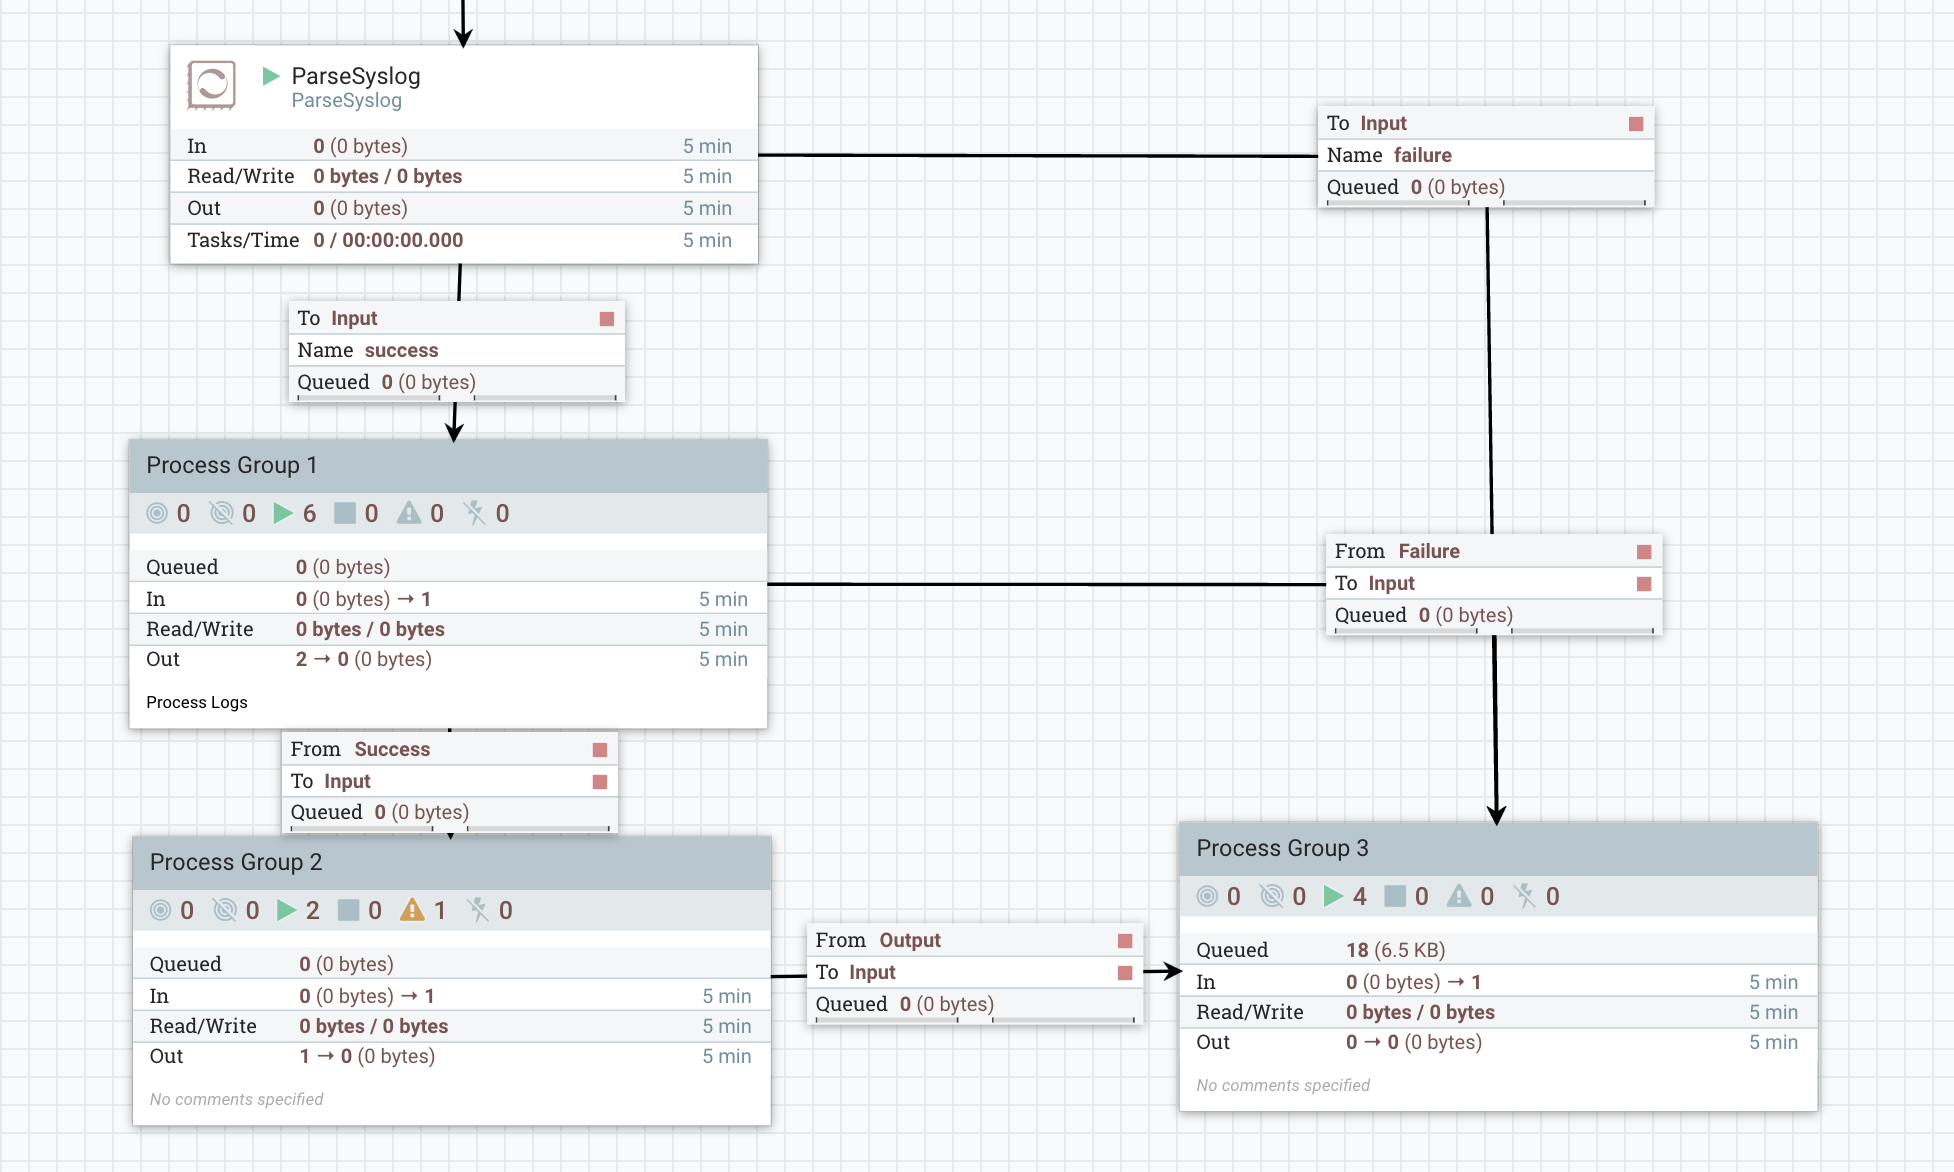 ParseSyslog
ParseSyslog
In 0 (0 bytes) 5 min
Read/Write 0 bytes / 0 bytes 5 min
Out 0 (0 bytes) 5 min
Tasks/Time 0 / 00:00:00.000 5 min
To Input
Name failure
Queued 0 (0 bytes)
To Input
Name success
Queued 0 (0 bytes)
Process Group 1
0 0 6 0 0 0
Queued 0 (0 bytes)
In 0 (0 bytes) → 1 5 min
Read/Write 0 bytes / 0 bytes 5 min
Out 2 → 0 (0 bytes) 5 min
Process Logs
From Failure
To Input
Queued 0 (0 bytes)
From Success
To Input
Queued 0 (0 bytes)
Process Group 2
0 0 2 0 1 0
Queued 0 (0 bytes)
In 0 (0 bytes) → 1 5 min
Read/Write 0 bytes / 0 bytes 5 min
Out 1 → 0 (0 bytes) 5 min
No comments specified
From Output
To Input
Queued 0 (0 bytes)
Process Group 3
0 0 4 0 0 0
Queued 18 (6.5 KB)
In 0 (0 bytes) → 1 5 min
Read/Write 0 bytes / 0 bytes 5 min
Out 0 → 0 (0 bytes) 5 min
No comments specified